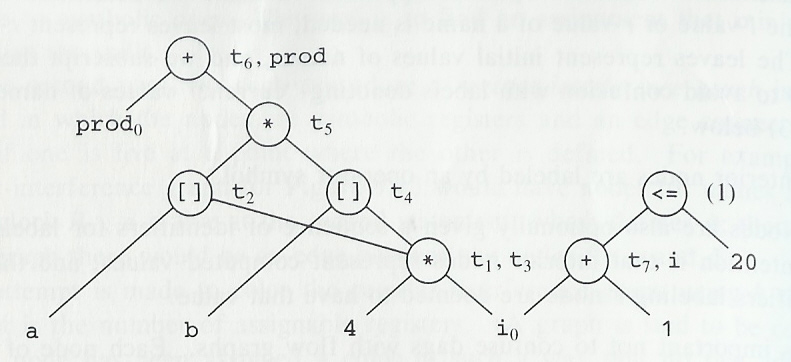 + t₆, prod
prod₀ * t₅
[] t₂ [] t₄ <= (1)
* t₁, t₃ + t₇, i 20
a b 4 i₀ 1